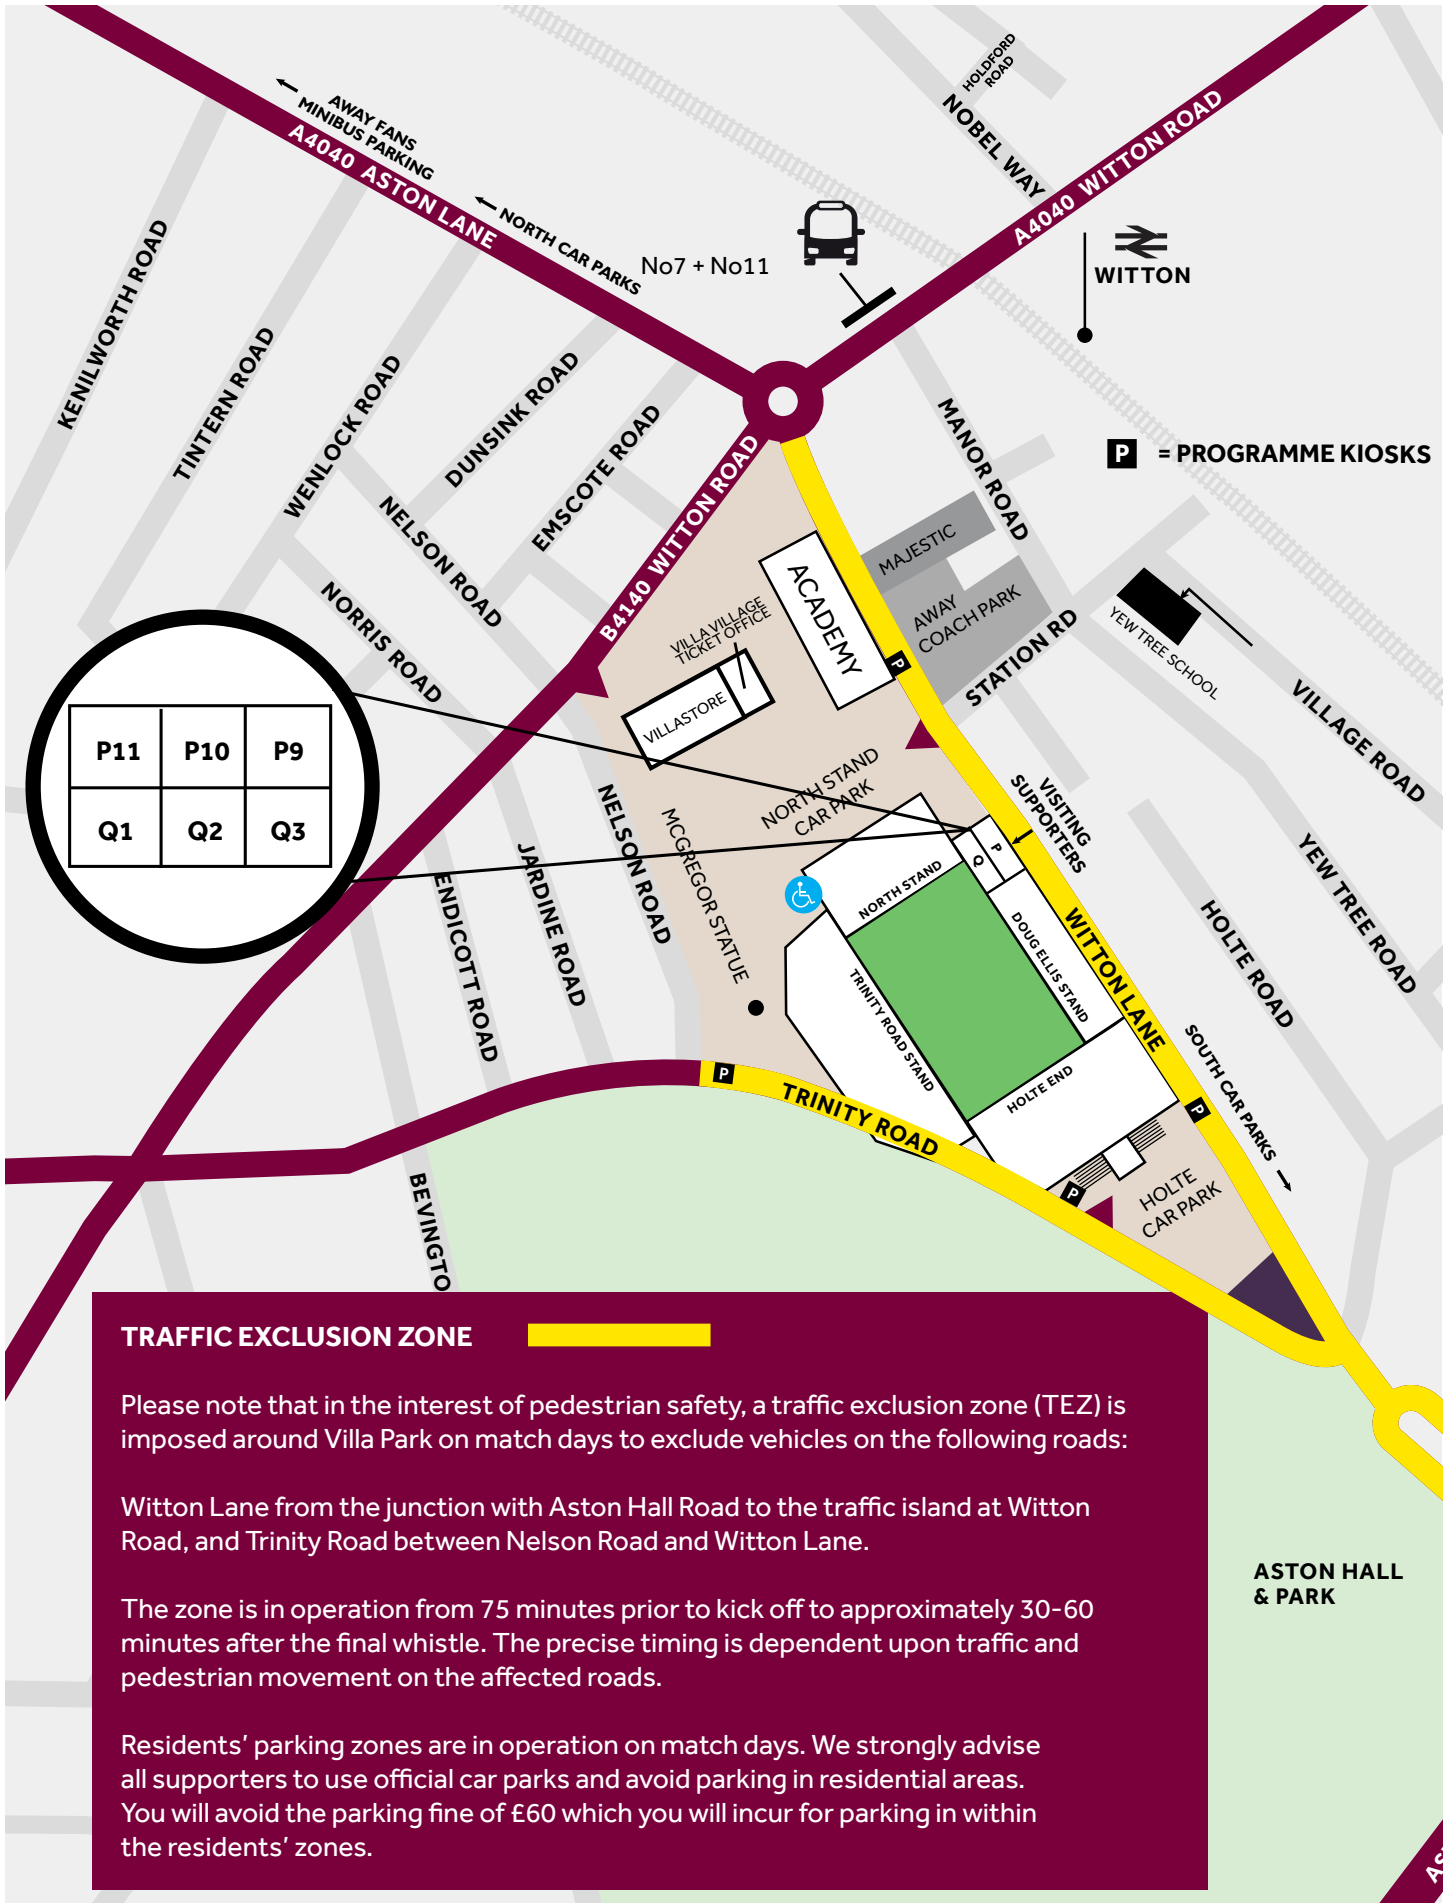 HOLDFORD
ROAD
NOBEL WAY
A4040 WITTON ROAD
AWAY FANS
MINIBUS PARKING
A4040 ASTON LANE
NORTH CAR PARKS
No7 + No11
WITTON
KENILWORTH ROAD
TINTERN ROAD
WENLOCK ROAD
DUNSINK ROAD
EMSCOTE ROAD
NELSON ROAD
NORRIS ROAD
B4140 WITTON ROAD
MANOR ROAD
P = PROGRAMME KIOSKS
MAJESTIC
AWAY
COACH PARK
STATION RD
YEW TREE SCHOOL
VILLAGE ROAD
ACADEMY
P
VILLA VILLAGE
TICKET OFFICE
VILLASTORE
P11 P10 P9
Q1 Q2 Q3
NORTH STAND
CAR PARK
VISITING
SUPPORTERS
MCGREGOR STATUE
NELSON ROAD
JARDINE ROAD
ENDICOTT ROAD
NORTH STAND
P
Q
DOUG ELLIS STAND
TRINITY ROAD STAND
HOLTE END
WITTON LANE
HOLTE ROAD
YEW TREE ROAD
SOUTH CAR PARKS
P
TRINITY ROAD
P
P
HOLTE
CAR PARK
BEVINGTO
TRAFFIC EXCLUSION ZONE
Please note that in the interest of pedestrian safety, a traffic exclusion zone (TEZ) is
imposed around Villa Park on match days to exclude vehicles on the following roads:
Witton Lane from the junction with Aston Hall Road to the traffic island at Witton
Road, and Trinity Road between Nelson Road and Witton Lane.
The zone is in operation from 75 minutes prior to kick off to approximately 30-60
minutes after the final whistle. The precise timing is dependent upon traffic and
pedestrian movement on the affected roads.
Residents' parking zones are in operation on match days. We strongly advise
all supporters to use official car parks and avoid parking in residential areas.
You will avoid the parking fine of £60 which you will incur for parking in within
the residents' zones.
ASTON HALL
& PARK
AS